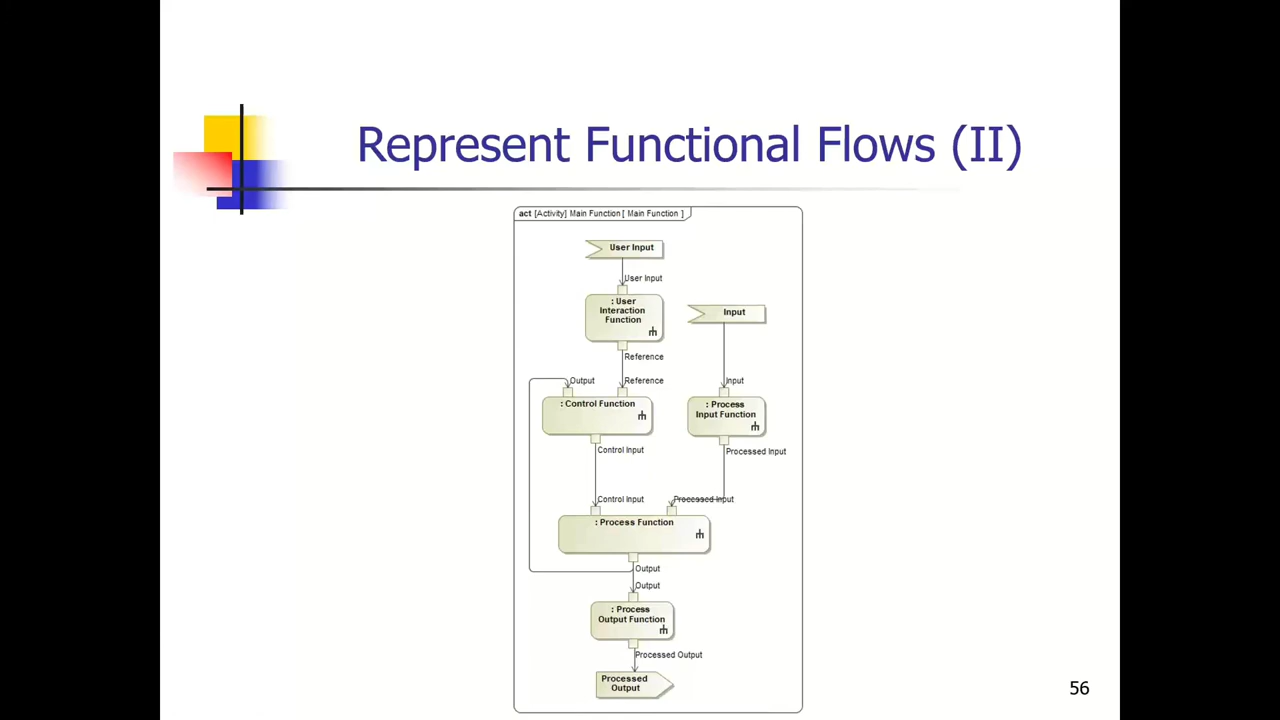 Represent Functional Flows (II)
act [Activity] Main Function [ Main Function ]
User Input
User Input
: User
Interaction
Function
Input
Reference
Output
Reference
Input
: Control Function
: Process
Input Function
Control Input
Processed Input
Control Input
Processed Input
: Process Function
Output
Output
: Process
Output Function
Processed Output
Processed
Output
56